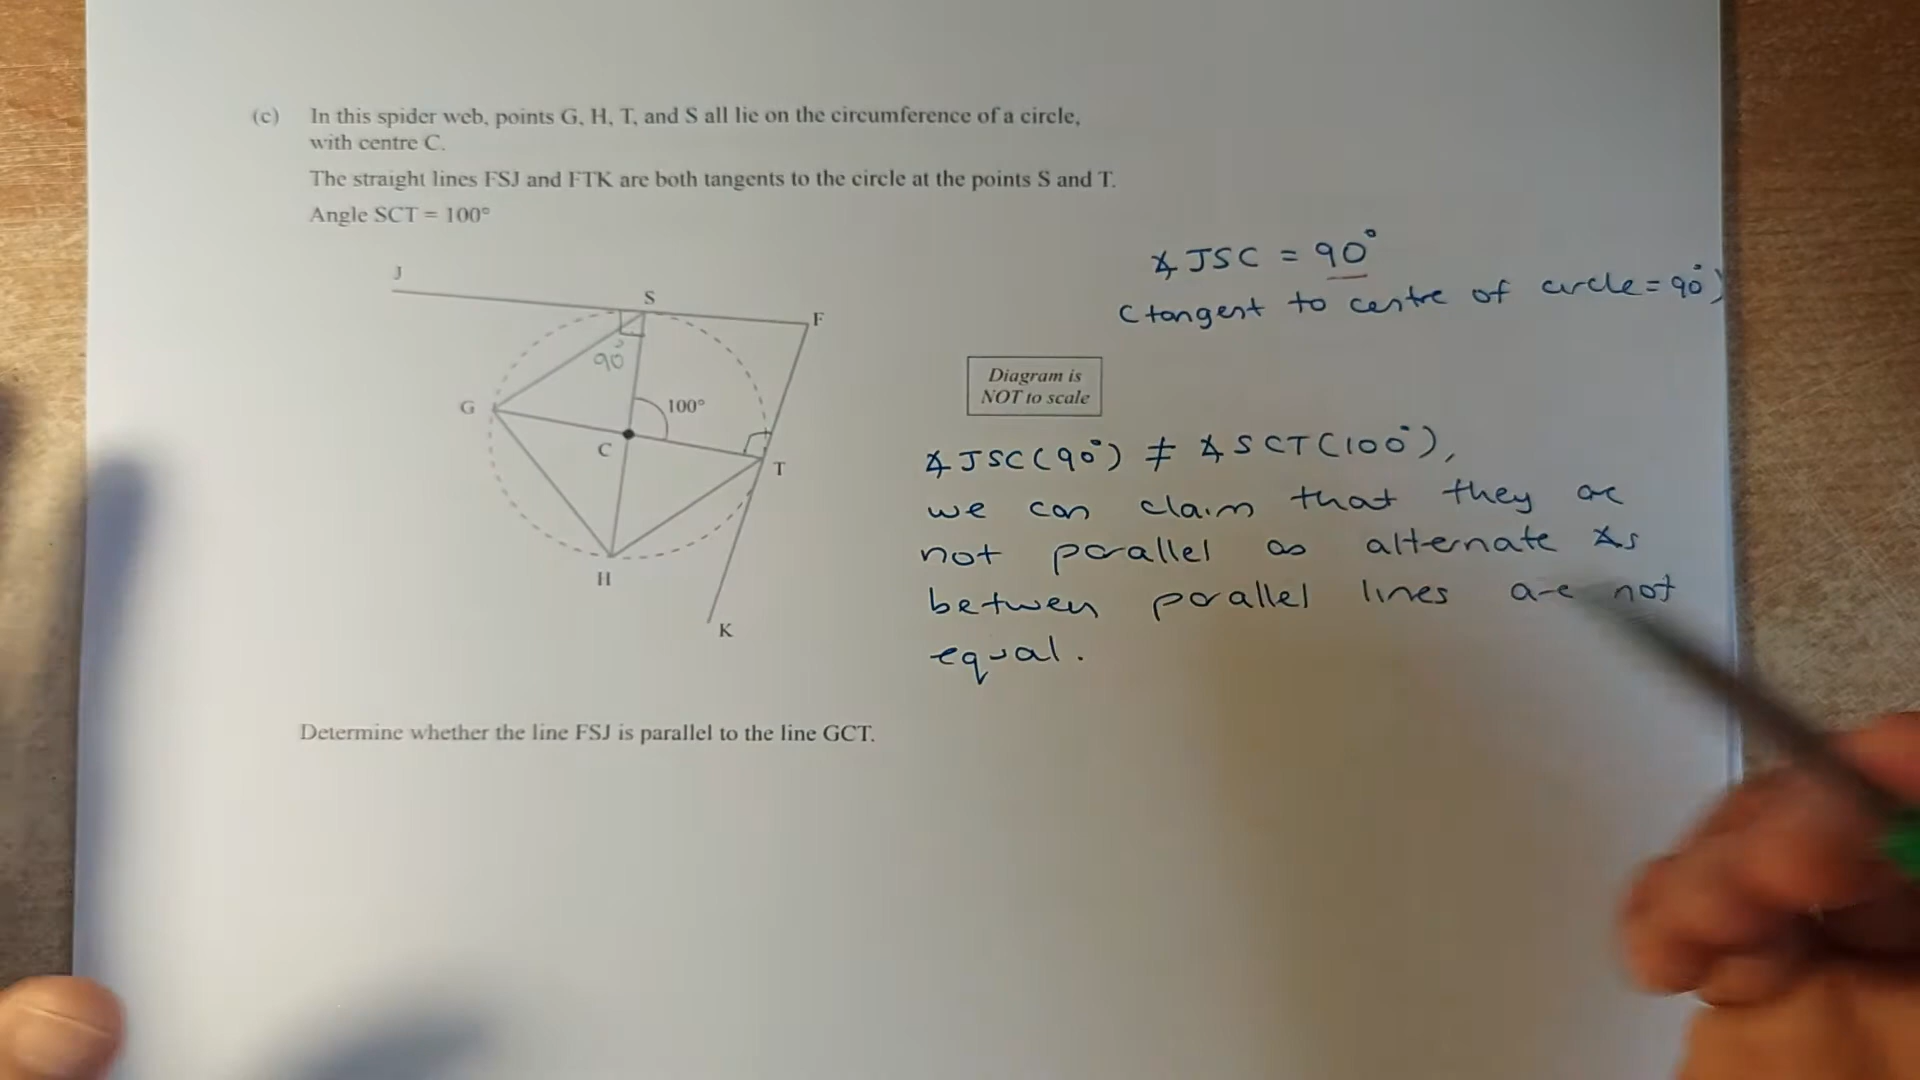 (c) In this spider web, points G, H, T, and S all lie on the circumference of a circle,
with centre C.
The straight lines FSJ and FTK are both tangents to the circle at the points S and T.
Angle SCT = 100°
∡JSC = 90°
(tangent to centre of circle = 90°)
J
S
F
90°
Diagram is
NOT to scale
G
100°
C
T
H
K
∡JSC(90°) ≠ ∡SCT(100°),
we can claim that they are
not parallel as alternate ∡s
between parallel lines are not
equal.
Determine whether the line FSJ is parallel to the line GCT.